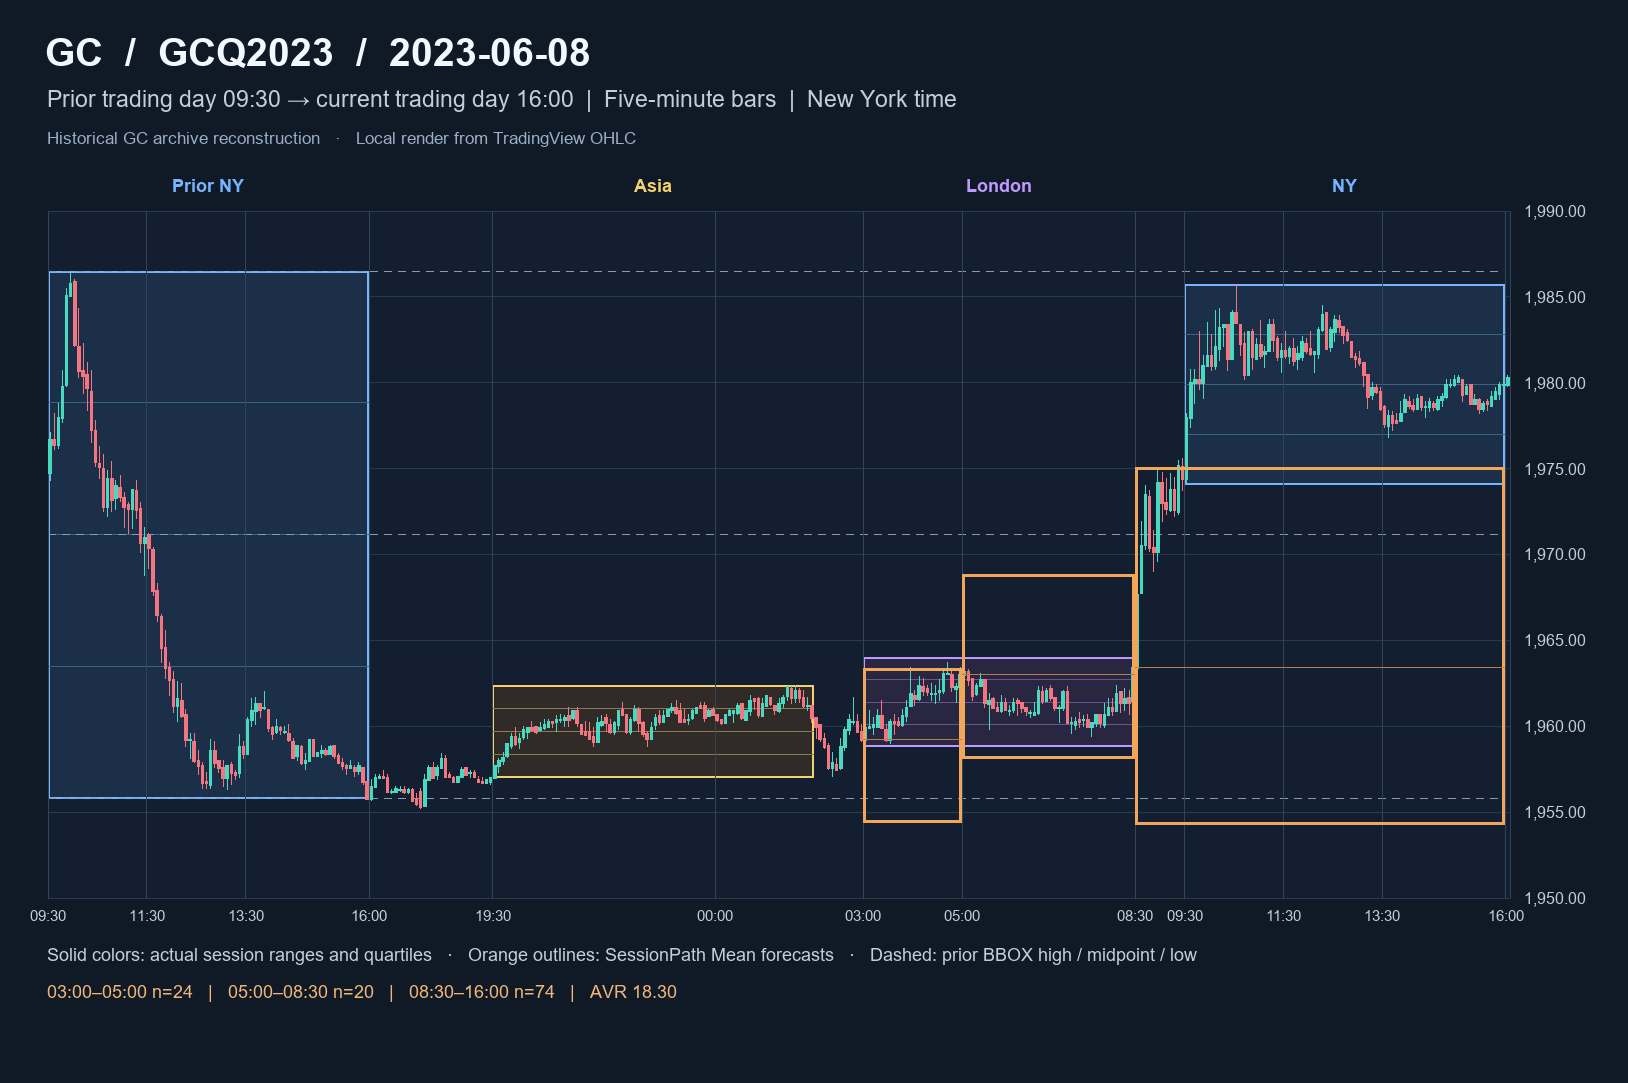 GC / GCQ2023 / 2023-06-08
Prior trading day 09:30 → current trading day 16:00 | Five-minute bars | New York time
Historical GC archive reconstruction · Local render from TradingView OHLC
Prior NY Asia London NY
1,990.00
1,985.00
1,980.00
1,975.00
1,970.00
1,965.00
1,960.00
1,955.00
1,950.00
09:30 11:30 13:30 16:00 19:30 00:00 03:00 05:00 08:30 09:30 11:30 13:30 16:00
Solid colors: actual session ranges and quartiles · Orange outlines: SessionPath Mean forecasts · Dashed: prior BBOX high / midpoint / low
03:00–05:00 n=24 | 05:00–08:30 n=20 | 08:30–16:00 n=74 | AVR 18.30